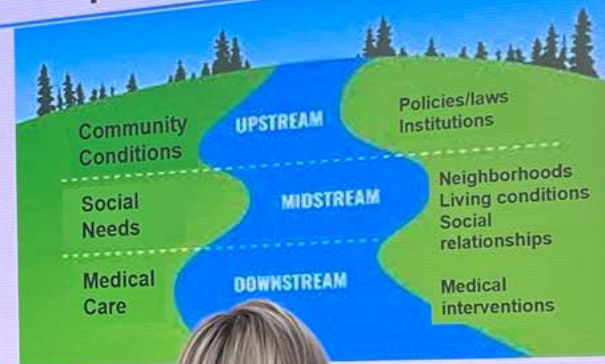 Community
Conditions
UPSTREAM
Policies/laws
Institutions
Social
Needs
MIDSTREAM
Neighborhoods
Living conditions
Social
relationships
Medical
Care
DOWNSTREAM
Medical
interventions